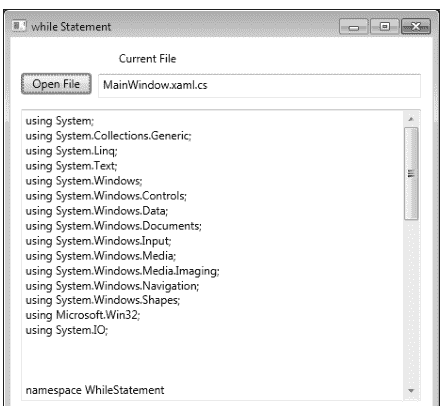 while Statement
Current File
Open File
MainWindow.xaml.cs
using System;
using System.Collections.Generic;
using System.Linq;
using System.Text;
using System.Windows;
using System.Windows.Controls;
using System.Windows.Data;
using System.Windows.Documents;
using System.Windows.Input;
using System.Windows.Media;
using System.Windows.Media.Imaging;
using System.Windows.Navigation;
using System.Windows.Shapes;
using Microsoft.Win32;
using System.IO;
namespace WhileStatement